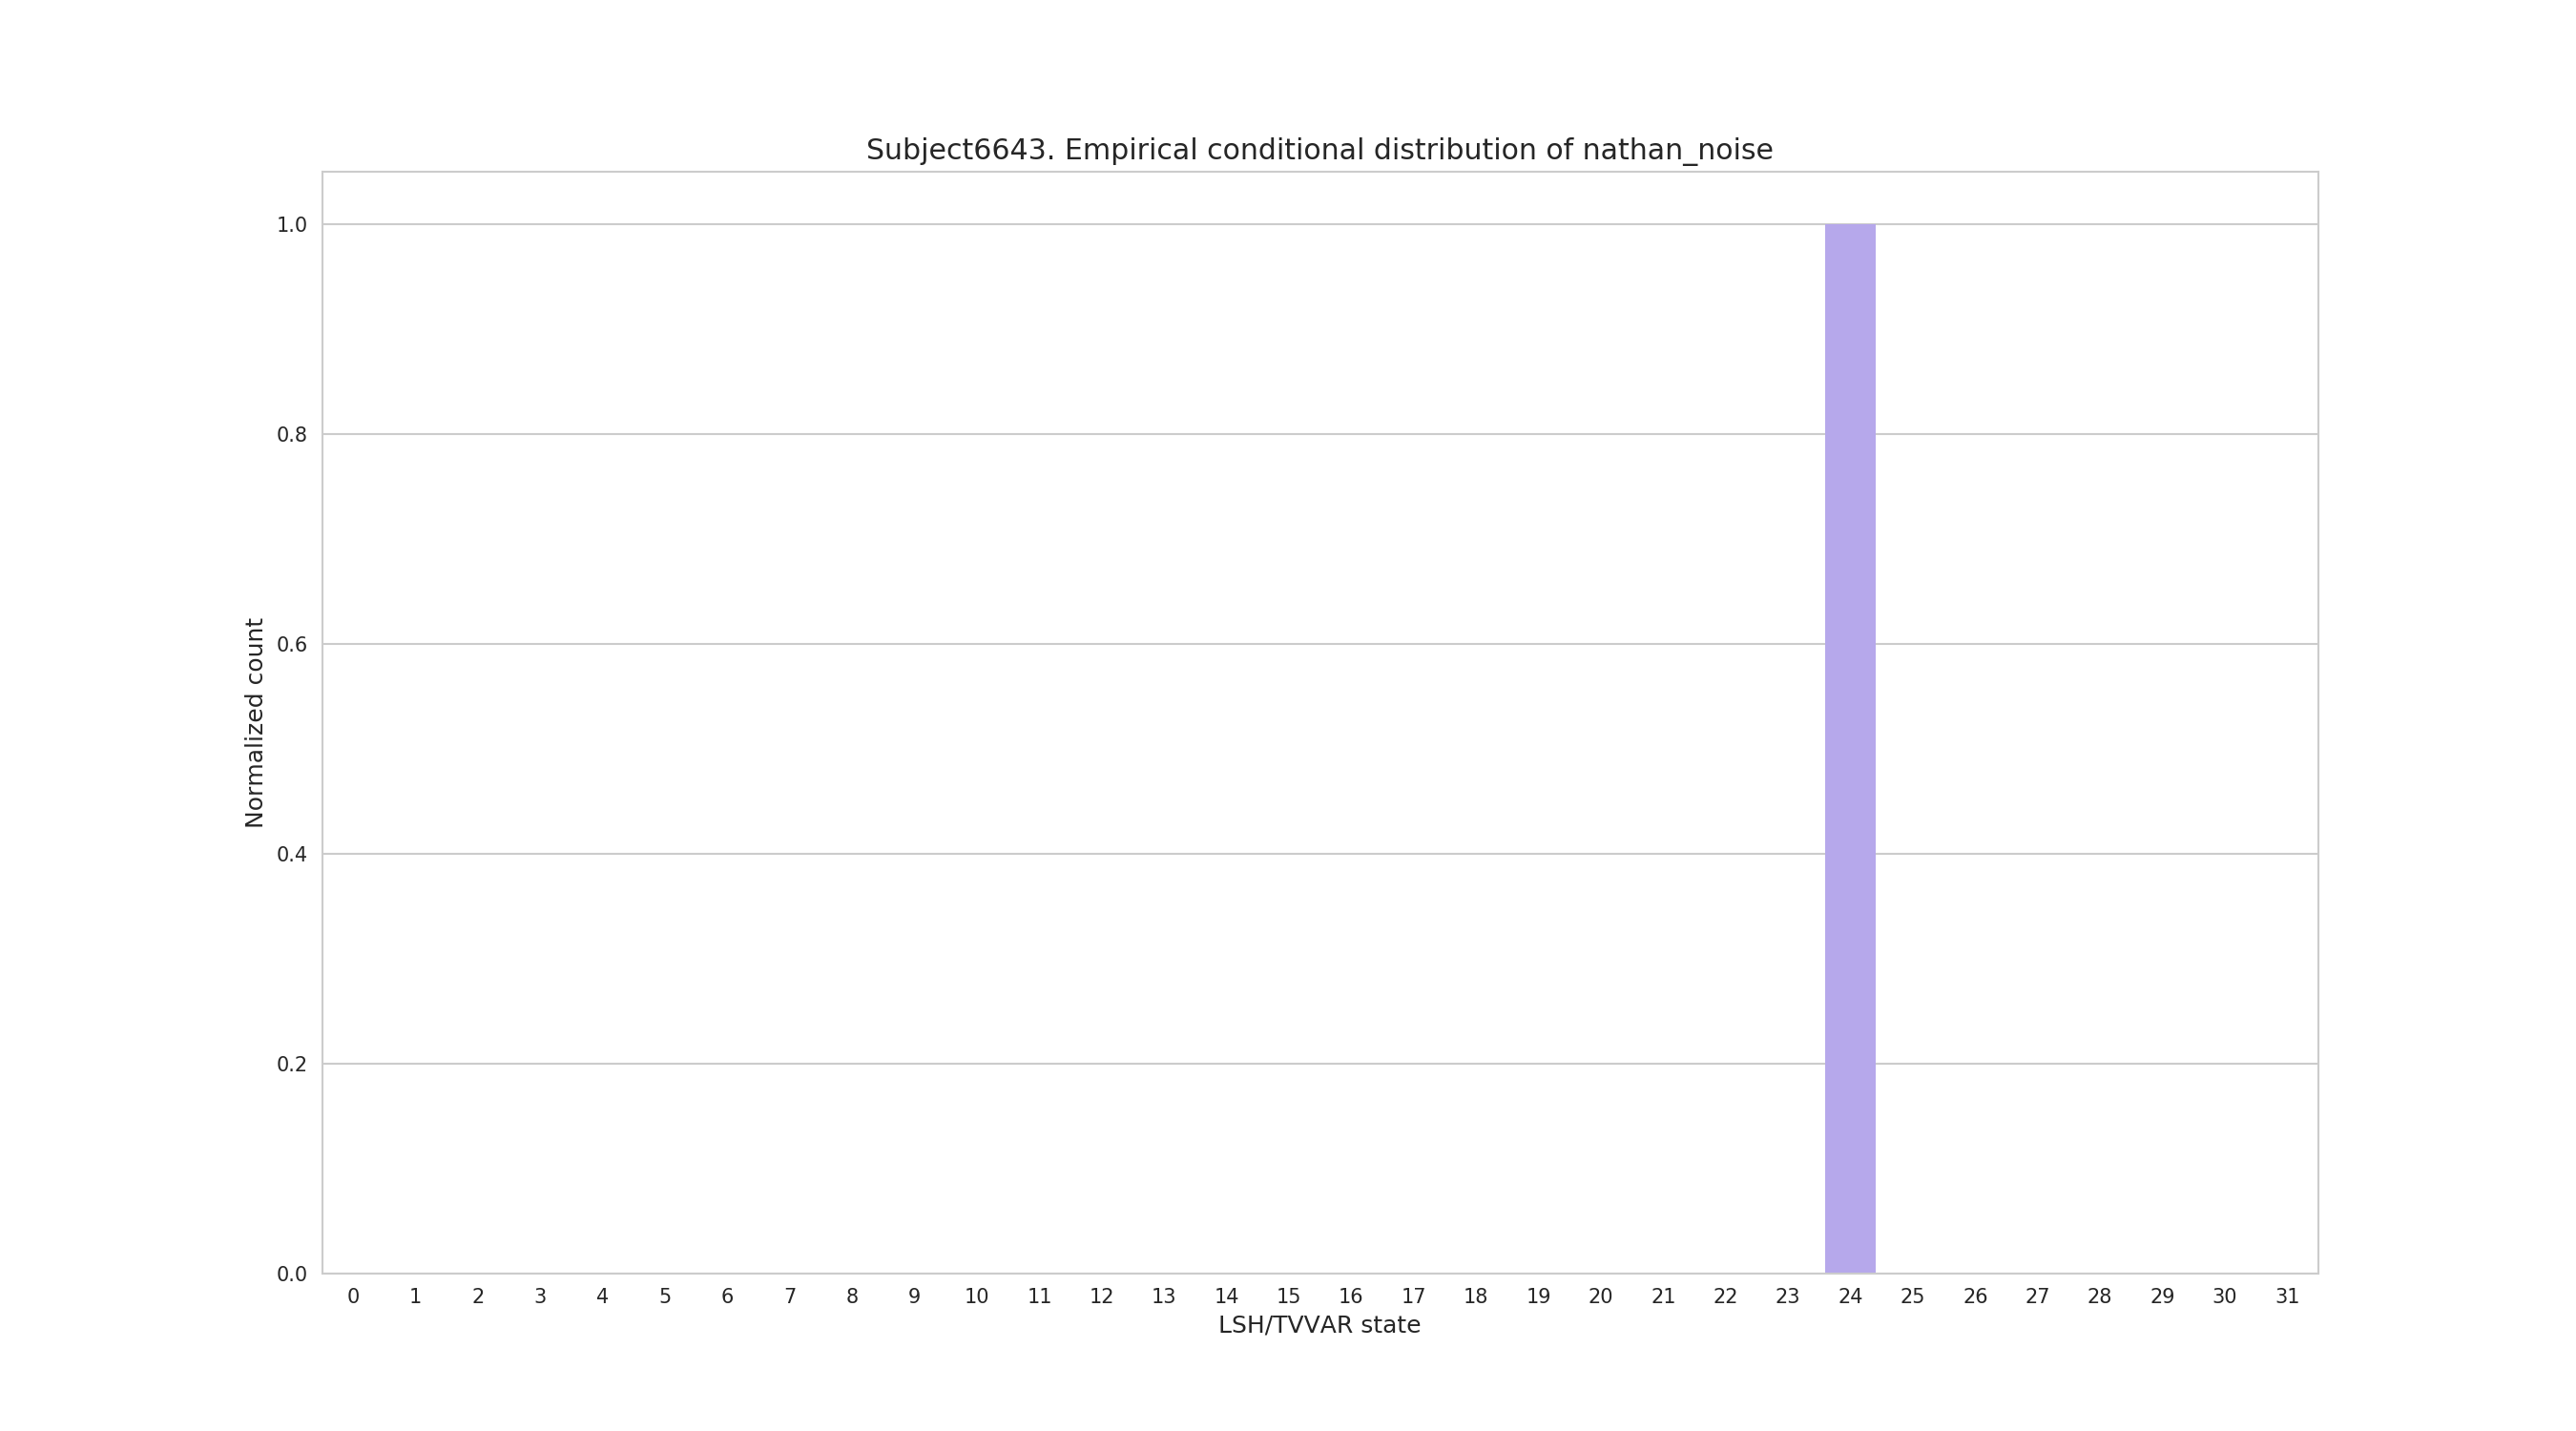 Subject6643. Empirical conditional distribution of nathan_noise
Normalized count
1.0
0.8
0.6
0.4
0.2
0.0
0 1 2 3 4 5 6 7 8 9 10 11 12 13 14 15 16 17 18 19 20 21 22 23 24 25 26 27 28 29 30 31
LSH/TVVAR state